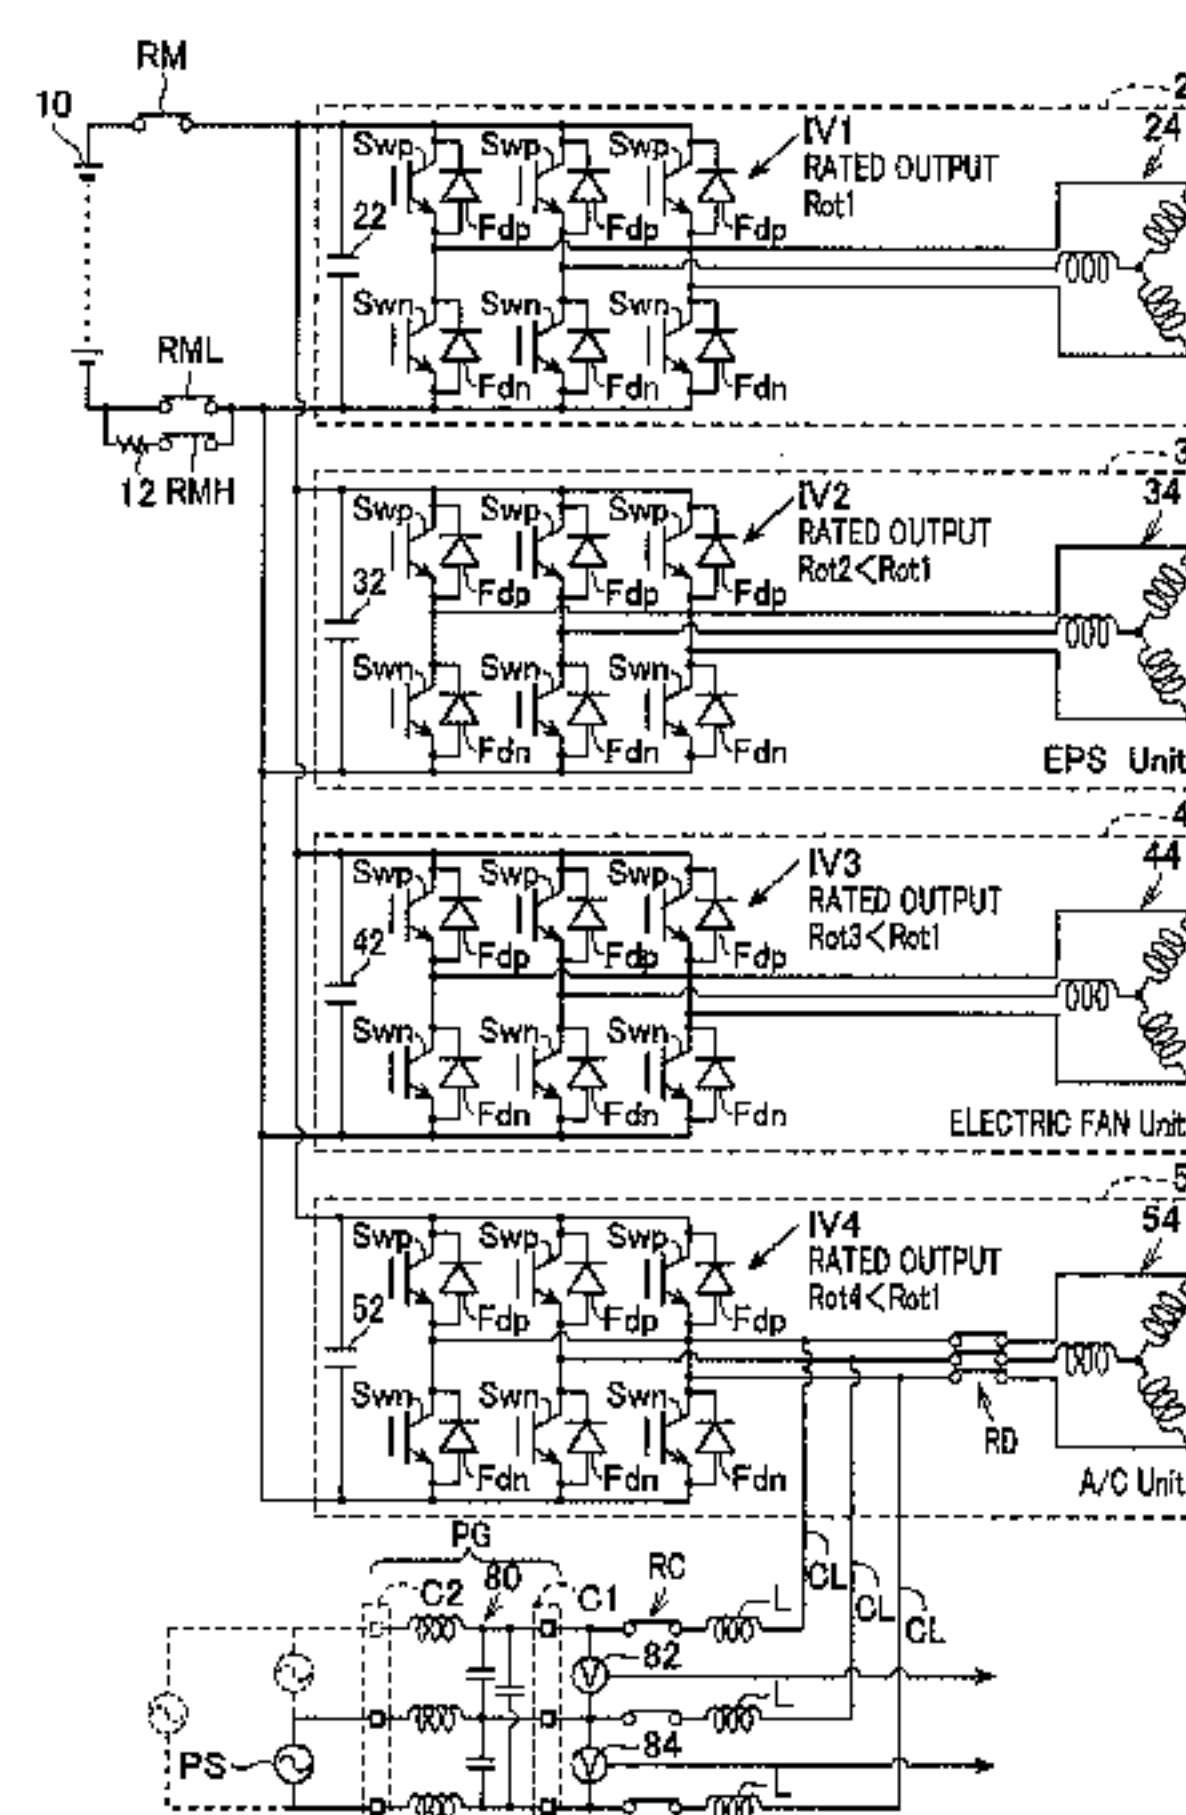 RM
10
2
24
Swp Swp Swp
IV1
RATED OUTPUT
Rot1
22
Fdp Fdp Fdp
Swn Swn Swn
RML
Fdn Fdn Fdn
12 RMH
3
34
Swp Swp Swp
IV2
RATED OUTPUT
Rot2<Rot1
32
Fdp Fdp Fdp
Swn Swn Swn
Fdn Fdn Fdn
EPS Unit
4
44
Swp Swp Swp
IV3
RATED OUTPUT
Rot3<Rot1
42
Fdp Fdp Fdp
Swn Swn Swn
Fdn Fdn Fdn
ELECTRIC FAN Unit
5
54
Swp Swp Swp
IV4
RATED OUTPUT
Rot4<Rot1
52
Fdp Fdp Fdp
Swn Swn Swn
RD
Fdn Fdn Fdn
A/C Unit
PG
C2 80 C1 RC L CL CL CL
V 82
L
PS
V 84
L